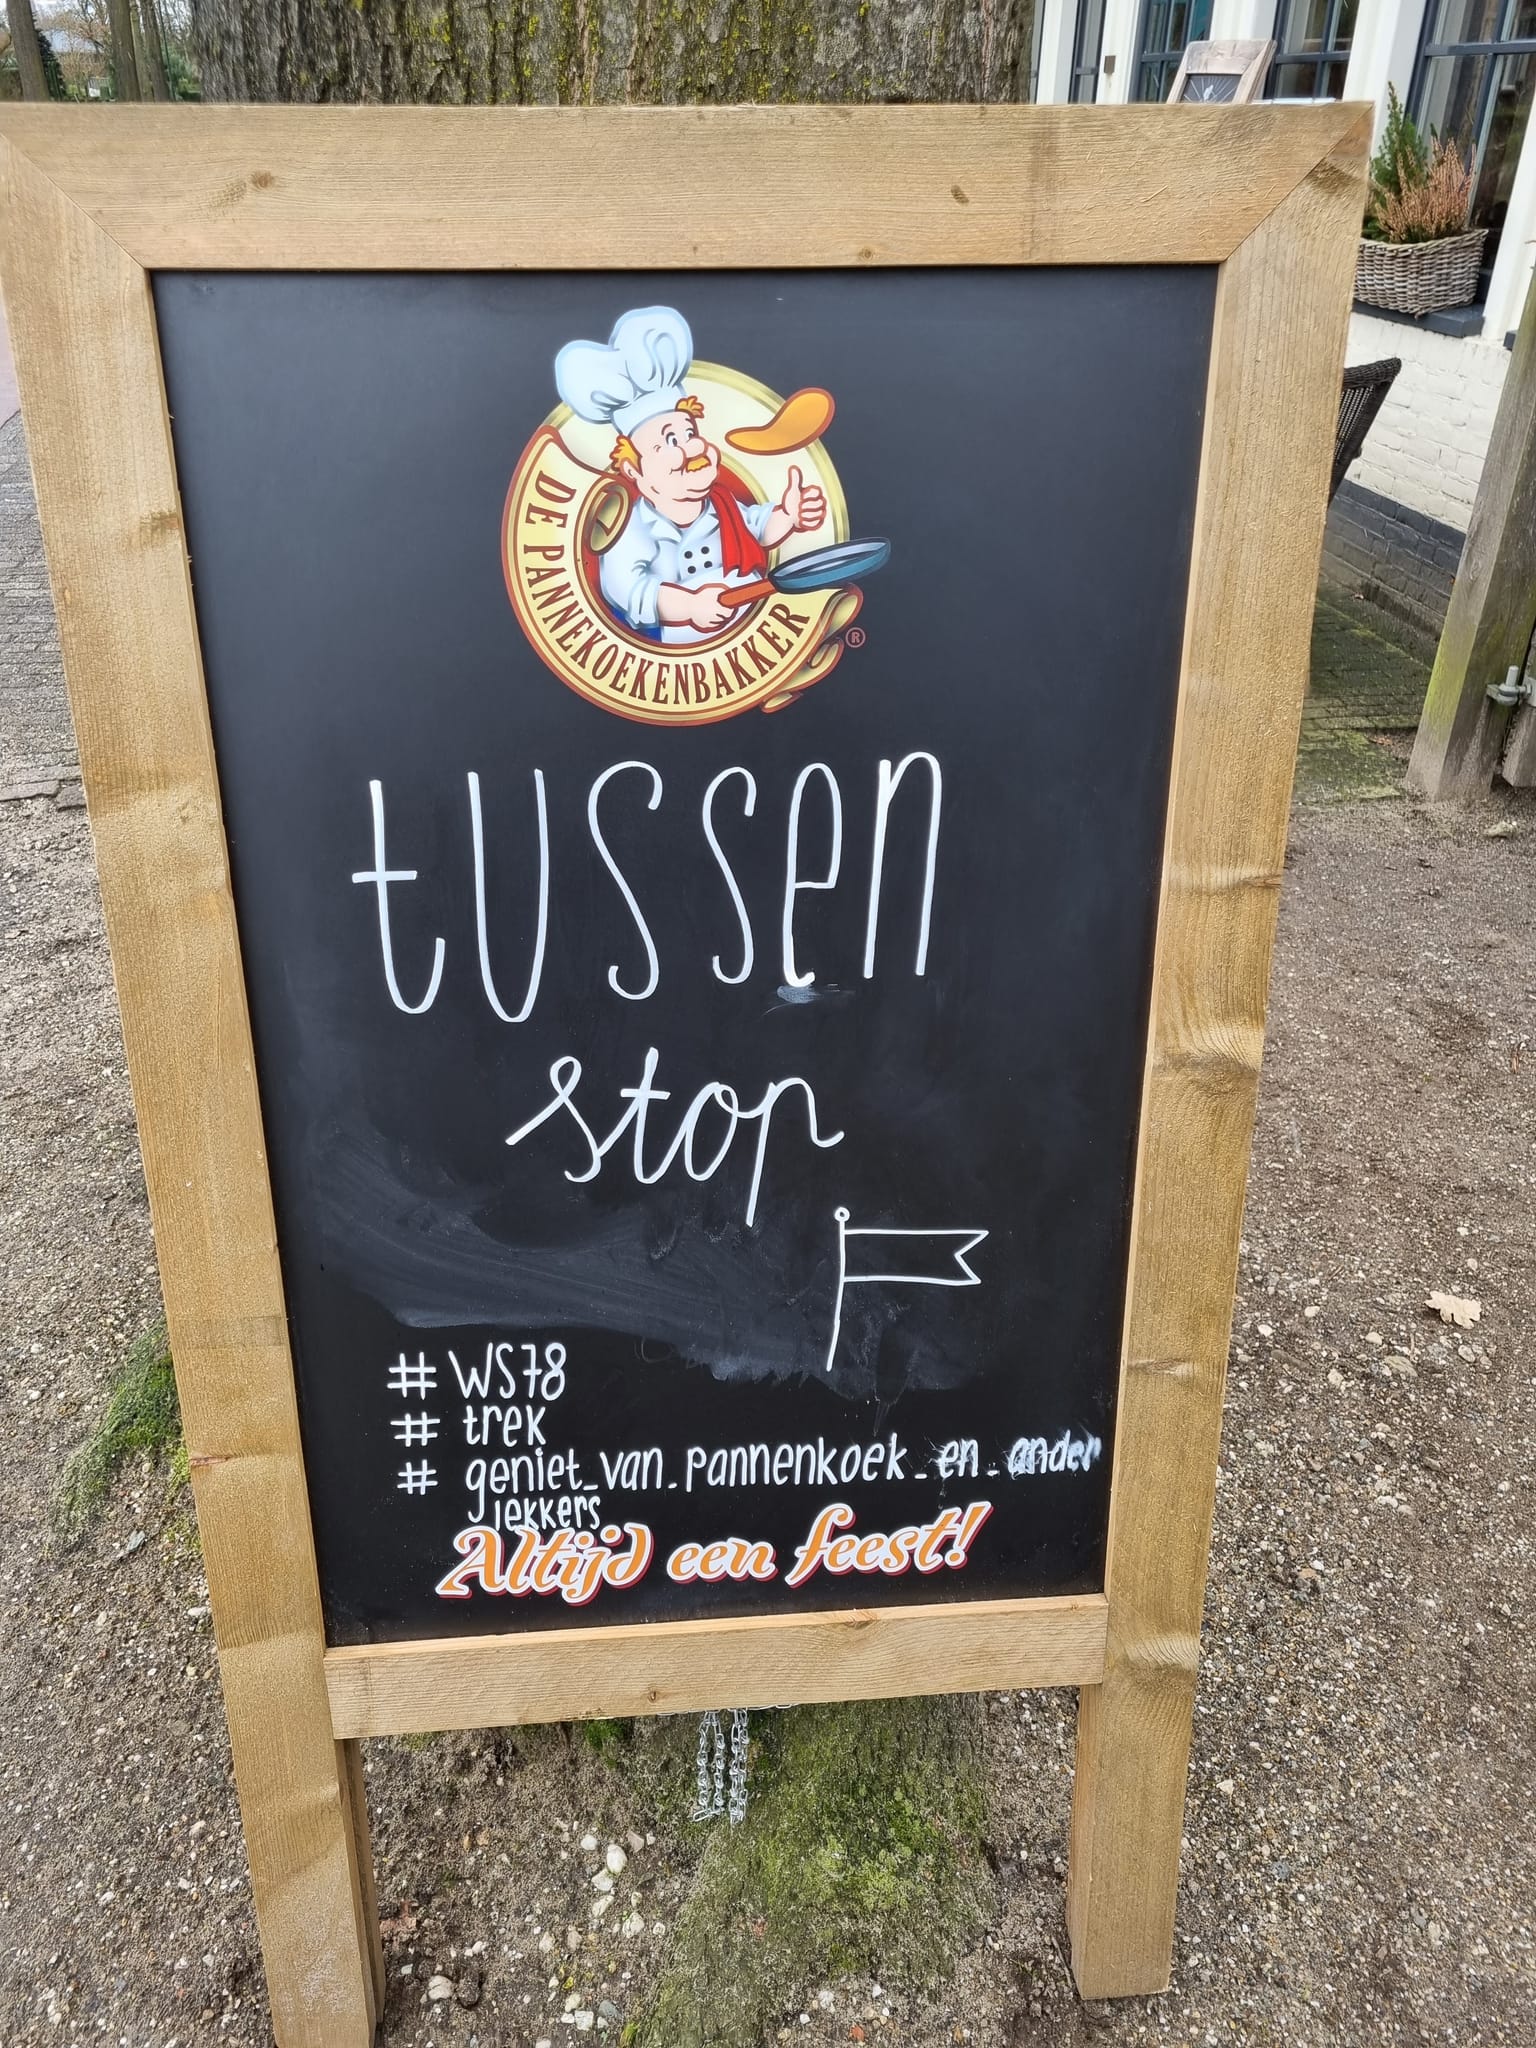 DE PANNEKOEKENBAKKER
®
tussen
stop
# WS78
# trek
# geniet_van_pannenkoek_en_ander
lekkers
Altijd een feest!